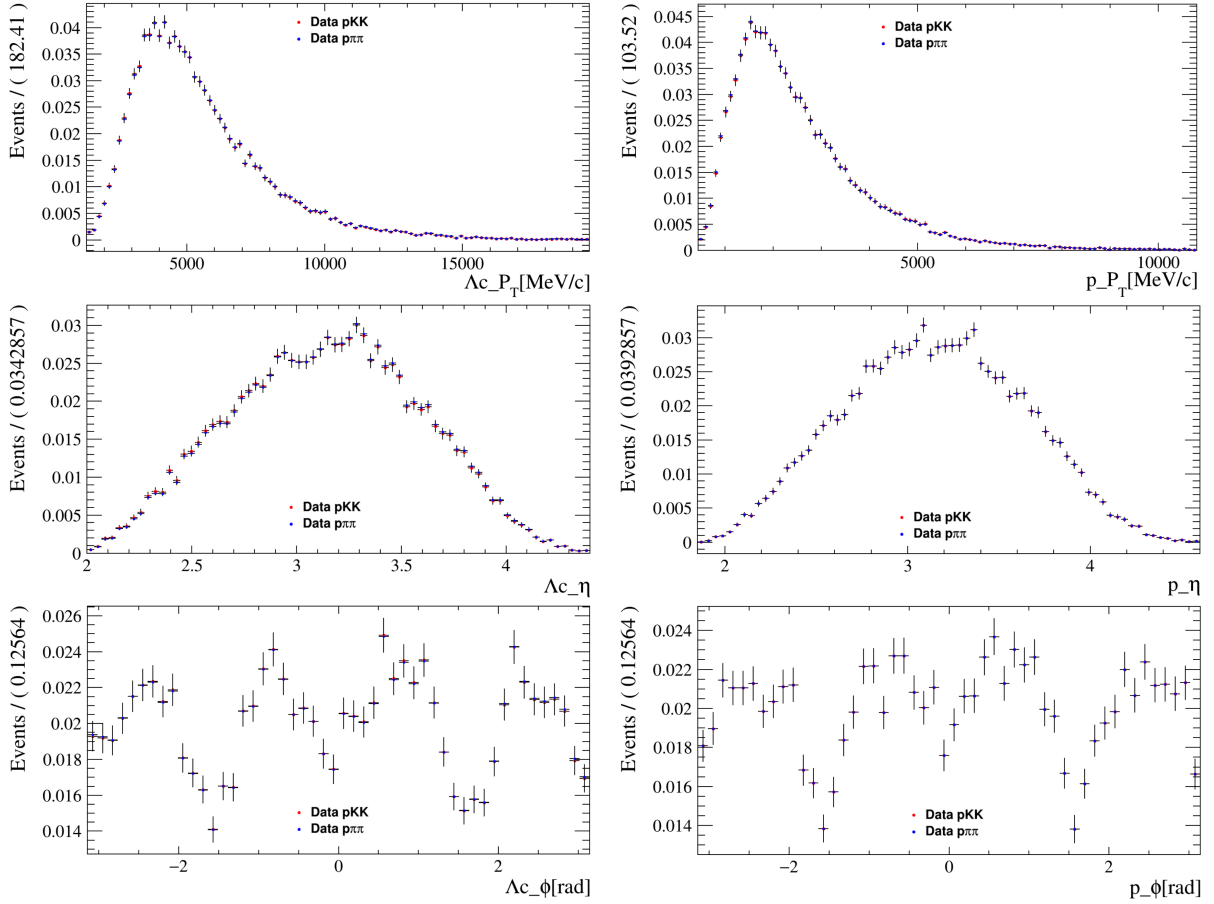 Events / ( 182.41 )
0.04
0.035
0.03
0.025
0.02
0.015
0.01
0.005
0
Data pKK
Data pππ
5000
10000
15000
Λc_P_T[MeV/c]
Events / ( 103.52 )
0.045
0.04
0.035
0.03
0.025
0.02
0.015
0.01
0.005
0
Data pKK
Data pππ
5000
10000
p_P_T[MeV/c]
Events / ( 0.0342857 )
0.03
0.025
0.02
0.015
0.01
0.005
0
Data pKK
Data pππ
2
2.5
3
3.5
4
Λc_η
Events / ( 0.0392857 )
0.03
0.025
0.02
0.015
0.01
0.005
0
Data pKK
Data pππ
2
3
4
p_η
Events / ( 0.12564 )
0.026
0.024
0.022
0.02
0.018
0.016
0.014
Data pKK
Data pππ
−2
0
2
Λc_ϕ[rad]
Events / ( 0.12564 )
0.024
0.022
0.02
0.018
0.016
0.014
Data pKK
Data pππ
−2
0
2
p_ϕ[rad]